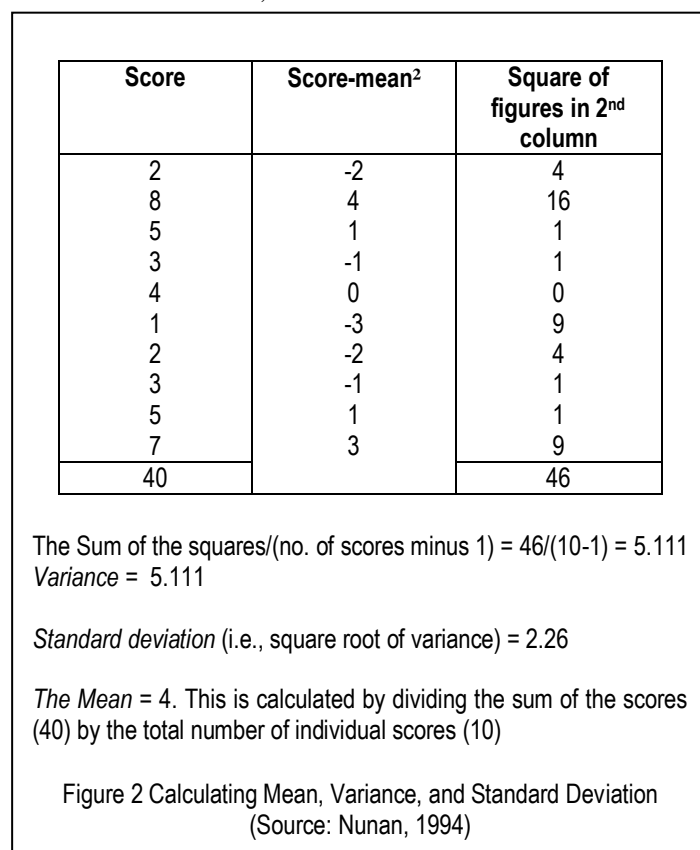 Score Score-mean² Square of
figures in 2nd
column
2 -2 4
8 4 16
5 1 1
3 -1 1
4 0 0
1 -3 9
2 -2 4
3 -1 1
5 1 1
7 3 9
40 46
The Sum of the squares/(no. of scores minus 1) = 46/(10-1) = 5.111
Variance = 5.111
Standard deviation (i.e., square root of variance) = 2.26
The Mean = 4. This is calculated by dividing the sum of the scores
(40) by the total number of individual scores (10)
Figure 2 Calculating Mean, Variance, and Standard Deviation
(Source: Nunan, 1994)